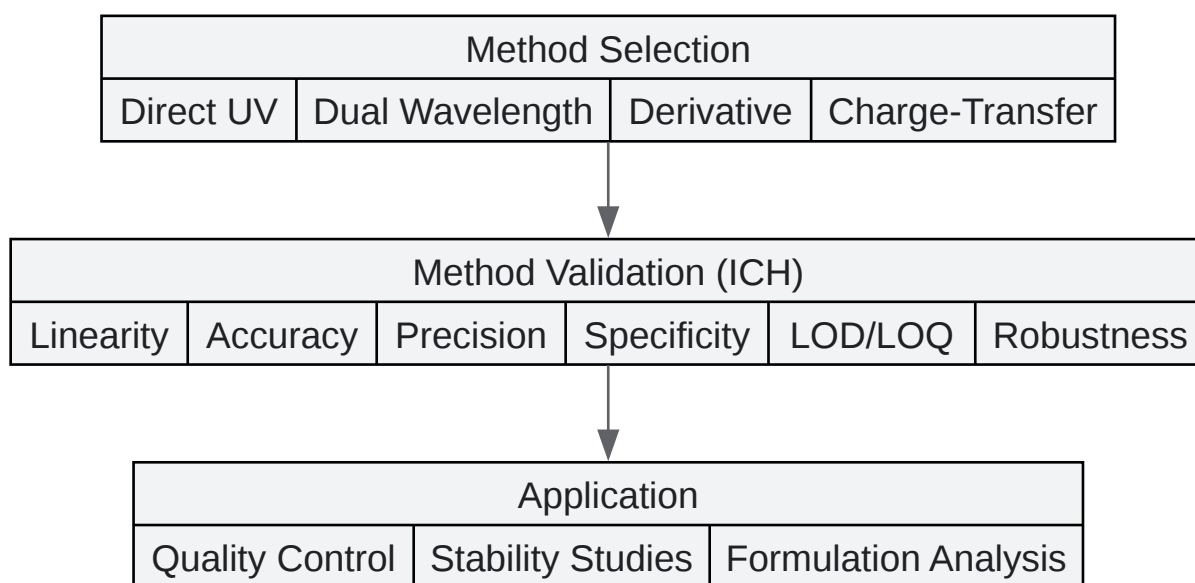 Method Selection
Direct UV Dual Wavelength Derivative Charge-Transfer
Method Validation (ICH)
Linearity Accuracy Precision Specificity LOD/LOQ Robustness
Application
Quality Control Stability Studies Formulation Analysis